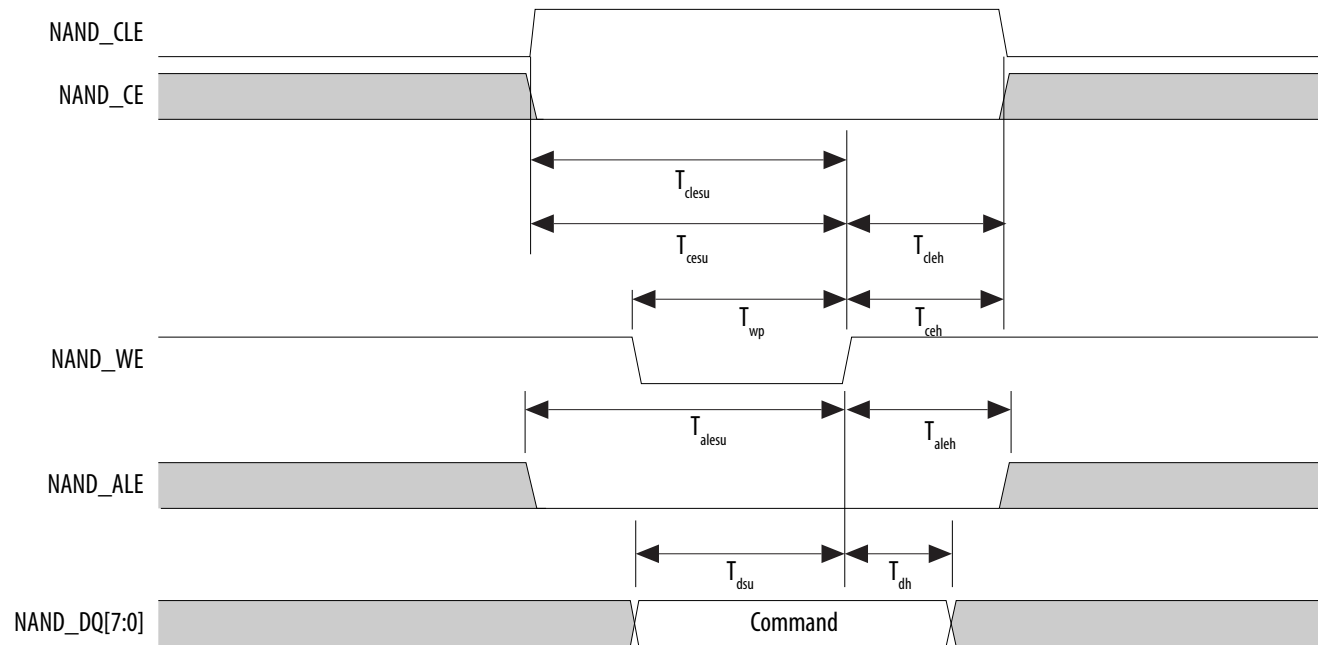 NAND_CLE
NAND_CE
T_clesu
T_cesu
T_cleh
T_wp
T_ceh
NAND_WE
T_alesu
T_aleh
NAND_ALE
T_dsu
T_dh
NAND_DQ[7:0]
Command